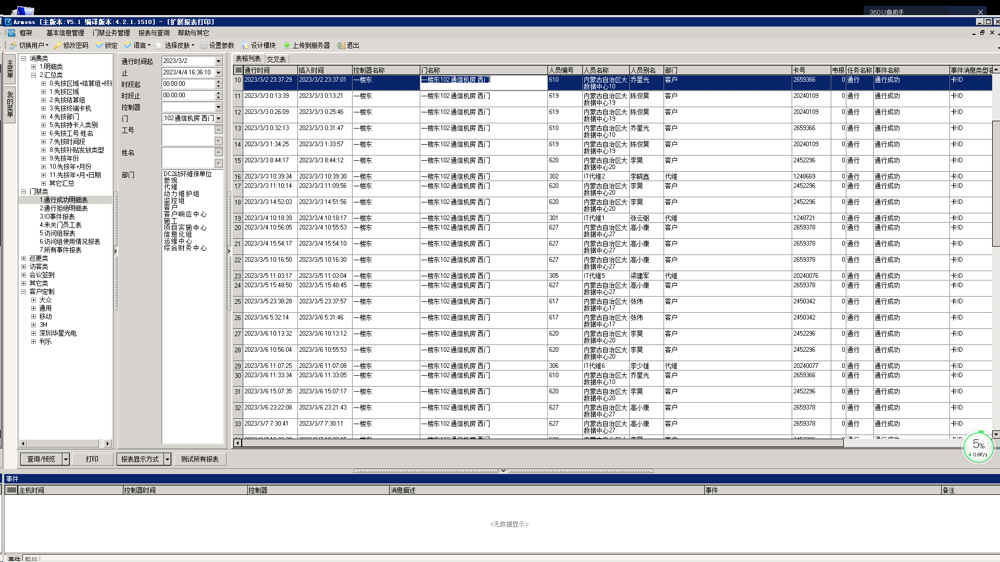 360U盘助手
Armous [主版本:V5.1 编译版本:4.2.1.1510] - [扩展报表打印]
框架 基本信息管理 门禁业务管理 报表与查询 帮助与其它
切换用户 修改密码 锁定 语言 选择皮肤 设置参数 设计模块 上传到服务器 退出
主菜单
我的菜单
消费类
1.明细类
2.汇总类
0.先按区域+结算组+终
1.先按区域
2.先按结算组
3.先按终端卡机
4.先按部门
5.先按持卡人类别
6.先按工号·姓名
7.先按时间段
8.先按补贴发放类型
9.先按年份
10.先按年+月份
11.先按年+月+日期
其它汇总
门禁类
1.通行成功明细表
2.通行拒绝明细表
3.IO事件报表
4.未关门员工表
5.访问组报表
6.访问组使用情况报表
7.所有事件报表
巡更类
访客类
会议签到
其它类
客户定制
大众
通用
移动
3M
深圳华星光电
利乐
通行时间起 2023/3/2
止 2023/4/4 16:36:10
时段起 00:00:00
时段止 00:00:00
控制器
门 :102通信机房 西门
工号
姓名
部门
DC2动环维保单位
参观
代维
动力维护组
监控组
客户
客户响应中心
施工
项目实施中心
信息化组
运维中心
综合财务中心
表格列表 交叉表
通行时间 插入时间 控制器名称 门名称 人员编号 人员名称 人员别名 部门 卡号 韦根 任务名称 事件名称 事件消息类型名
10 2023/3/2 23:37:29 2023/3/2 23:37:01 一楼东 一楼东102通信机房 西门 610 内蒙古自治区大数据中心10 乔星光 客户 2659366 0 通行 通行成功 卡ID
11 2023/3/3 0:13:39 2023/3/3 0:13:21 一楼东 一楼东102通信机房 西门 619 内蒙古自治区大数据中心19 陈俊昊 客户 20240109 0 通行 通行成功 卡ID
12 2023/3/3 0:26:09 2023/3/3 0:25:46 一楼东 一楼东102通信机房 西门 619 内蒙古自治区大数据中心19 陈俊昊 客户 20240109 0 通行 通行成功 卡ID
13 2023/3/3 0:32:13 2023/3/3 0:31:47 一楼东 一楼东102通信机房 西门 610 内蒙古自治区大数据中心10 乔星光 客户 2659366 0 通行 通行成功 卡ID
14 2023/3/3 1:34:25 2023/3/3 1:33:57 一楼东 一楼东102通信机房 西门 619 内蒙古自治区大数据中心19 陈俊昊 客户 20240109 0 通行 通行成功 卡ID
15 2023/3/3 8:44:17 2023/3/3 8:44:12 一楼东 一楼东102通信机房 西门 620 内蒙古自治区大数据中心20 李昊 客户 2452296 0 通行 通行成功 卡ID
16 2023/3/3 10:39:34 2023/3/3 10:39:30 一楼东 一楼东102通信机房 西门 302 IT代维2 李晓鑫 代维 1248669 0 通行 通行成功 卡ID
17 2023/3/3 11:10:14 2023/3/3 11:09:56 一楼东 一楼东102通信机房 西门 620 内蒙古自治区大数据中心20 李昊 客户 2452296 0 通行 通行成功 卡ID
18 2023/3/3 14:52:03 2023/3/3 14:51:56 一楼东 一楼东102通信机房 西门 620 内蒙古自治区大数据中心20 李昊 客户 2452296 0 通行 通行成功 卡ID
19 2023/3/4 10:18:39 2023/3/4 10:18:17 一楼东 一楼东102通信机房 西门 301 IT代维1 张云弼 代维 1248721 0 通行 通行成功 卡ID
20 2023/3/4 10:56:05 2023/3/4 10:55:53 一楼东 一楼东102通信机房 西门 627 内蒙古自治区大数据中心27 高小康 客户 2659378 0 通行 通行成功 卡ID
21 2023/3/4 15:54:17 2023/3/4 15:54:10 一楼东 一楼东102通信机房 西门 627 内蒙古自治区大数据中心27 高小康 客户 2659378 0 通行 通行成功 卡ID
22 2023/3/5 10:16:50 2023/3/5 10:16:30 一楼东 一楼东102通信机房 西门 627 内蒙古自治区大数据中心27 高小康 客户 2659378 0 通行 通行成功 卡ID
23 2023/3/5 11:03:17 2023/3/5 11:03:04 一楼东 一楼东102通信机房 西门 305 IT代维5 梁建军 代维 20240076 0 通行 通行成功 卡ID
24 2023/3/5 15:48:50 2023/3/5 15:48:45 一楼东 一楼东102通信机房 西门 627 内蒙古自治区大数据中心27 高小康 客户 2659378 0 通行 通行成功 卡ID
25 2023/3/5 23:38:28 2023/3/5 23:37:57 一楼东 一楼东102通信机房 西门 617 内蒙古自治区大数据中心17 张伟 客户 2450342 0 通行 通行成功 卡ID
26 2023/3/6 5:32:14 2023/3/6 5:31:46 一楼东 一楼东102通信机房 西门 617 内蒙古自治区大数据中心17 张伟 客户 2450342 0 通行 通行成功 卡ID
27 2023/3/6 10:13:32 2023/3/6 10:13:12 一楼东 一楼东102通信机房 西门 620 内蒙古自治区大数据中心20 李昊 客户 2452296 0 通行 通行成功 卡ID
28 2023/3/6 10:56:04 2023/3/6 10:55:53 一楼东 一楼东102通信机房 西门 620 内蒙古自治区大数据中心20 李昊 客户 2452296 0 通行 通行成功 卡ID
29 2023/3/6 11:07:25 2023/3/6 11:07:08 一楼东 一楼东102通信机房 西门 306 IT代维6 李少雄 代维 20240077 0 通行 通行成功 卡ID
30 2023/3/6 11:33:34 2023/3/6 11:33:05 一楼东 一楼东102通信机房 西门 610 内蒙古自治区大数据中心10 乔星光 客户 2659366 0 通行 通行成功 卡ID
31 2023/3/6 15:07:35 2023/3/6 15:07:17 一楼东 一楼东102通信机房 西门 620 内蒙古自治区大数据中心20 李昊 客户 2452296 0 通行 通行成功 卡ID
32 2023/3/6 23:22:08 2023/3/6 23:21:43 一楼东 一楼东102通信机房 西门 627 内蒙古自治区大数据中心27 高小康 客户 2659378 0 通行 通行成功 卡ID
33 2023/3/7 7:30:41 2023/3/7 7:30:11 一楼东 一楼东102通信机房 西门 627 内蒙古自治区大数据中心27 高小康 客户 2659378 0 通行 通行成功 卡ID
5%
0.6K/s
查询/预览 打印 报表显示方式 测试所有报表
事件
主机时间 控制器时间 控制器 消息描述 事件 备注
<无数据显示>
事件 警报